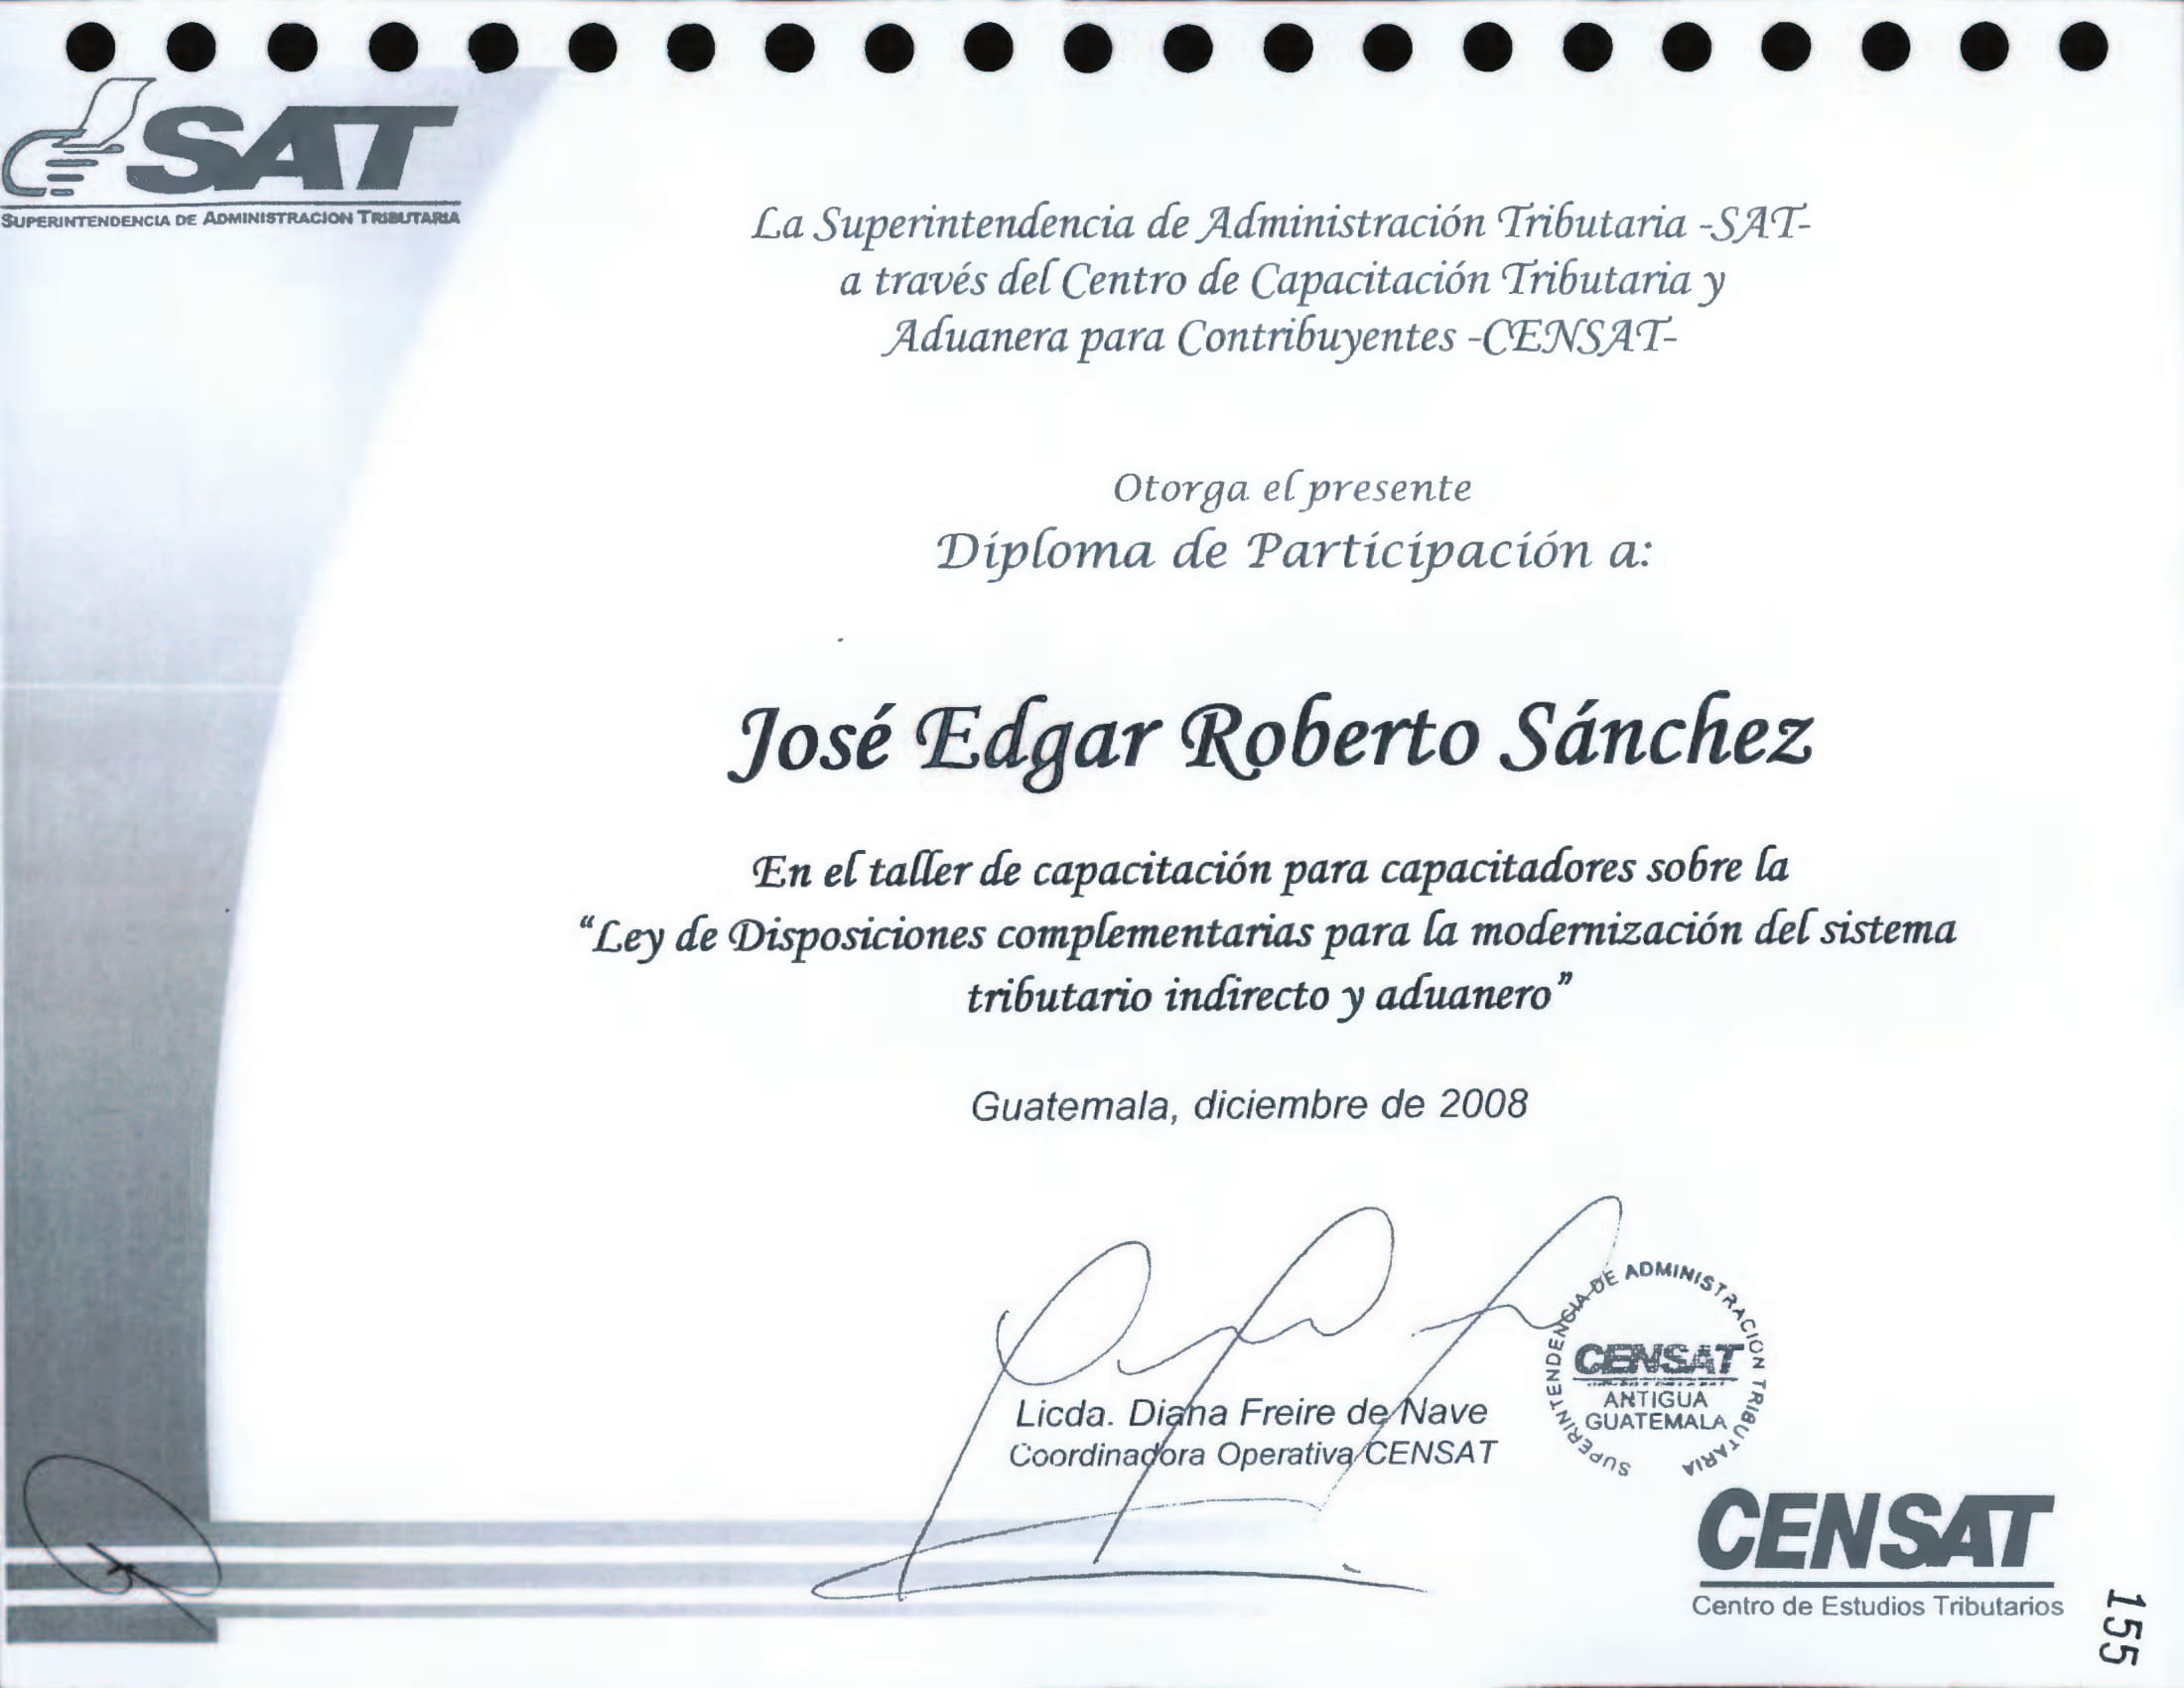 SAT
SUPERINTENDENCIA DE ADMINISTRACION TRIBUTARIA
La Superintendencia de Administración Tributaria -SAT-
a través del Centro de Capacitación Tributaria y
Aduanera para Contribuyentes -CENSAT-
Otorga el presente
Diploma de Participación a:
José Edgar Roberto Sánchez
En el taller de capacitación para capacitadores sobre la
“Ley de Disposiciones complementarias para la modernización del sistema
tributario indirecto y aduanero”
Guatemala, diciembre de 2008
Licda. Diana Freire de Nave
Coordinadora Operativa CENSAT
SUPERINTENDENCIA DE ADMINISTRACION TRIBUTARIA
CENSAT
ANTIGUA
GUATEMALA
CENSAT
Centro de Estudios Tributarios
155